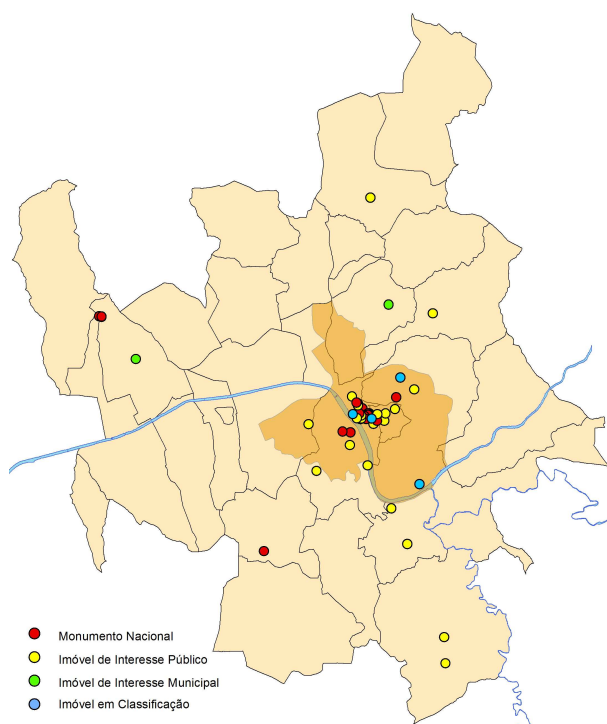 Monumento Nacional
Imóvel de Interesse Público
Imóvel de Interesse Municipal
Imóvel em Classificação